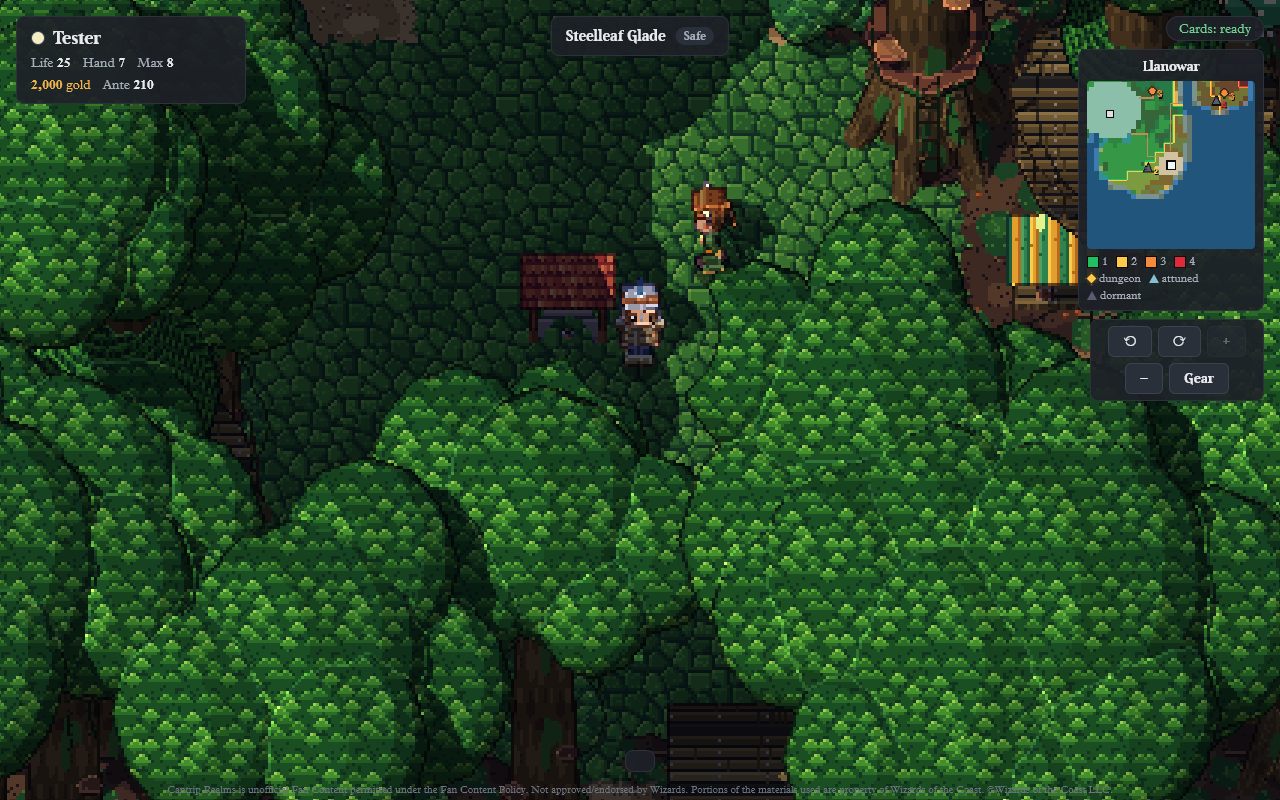 Tester
Life 25 Hand 7 Max 8
2,000 gold Ante 210
Steelleaf Glade Safe
Cards: ready
Llanowar
1 2 3 4
dungeon attuned
dormant
+
− Gear
Cantrip Realms is unofficial Fan Content permitted under the Fan Content Policy. Not approved/endorsed by Wizards. Portions of the materials used are property of Wizards of the Coast. ©Wizards of the Coast LLC.